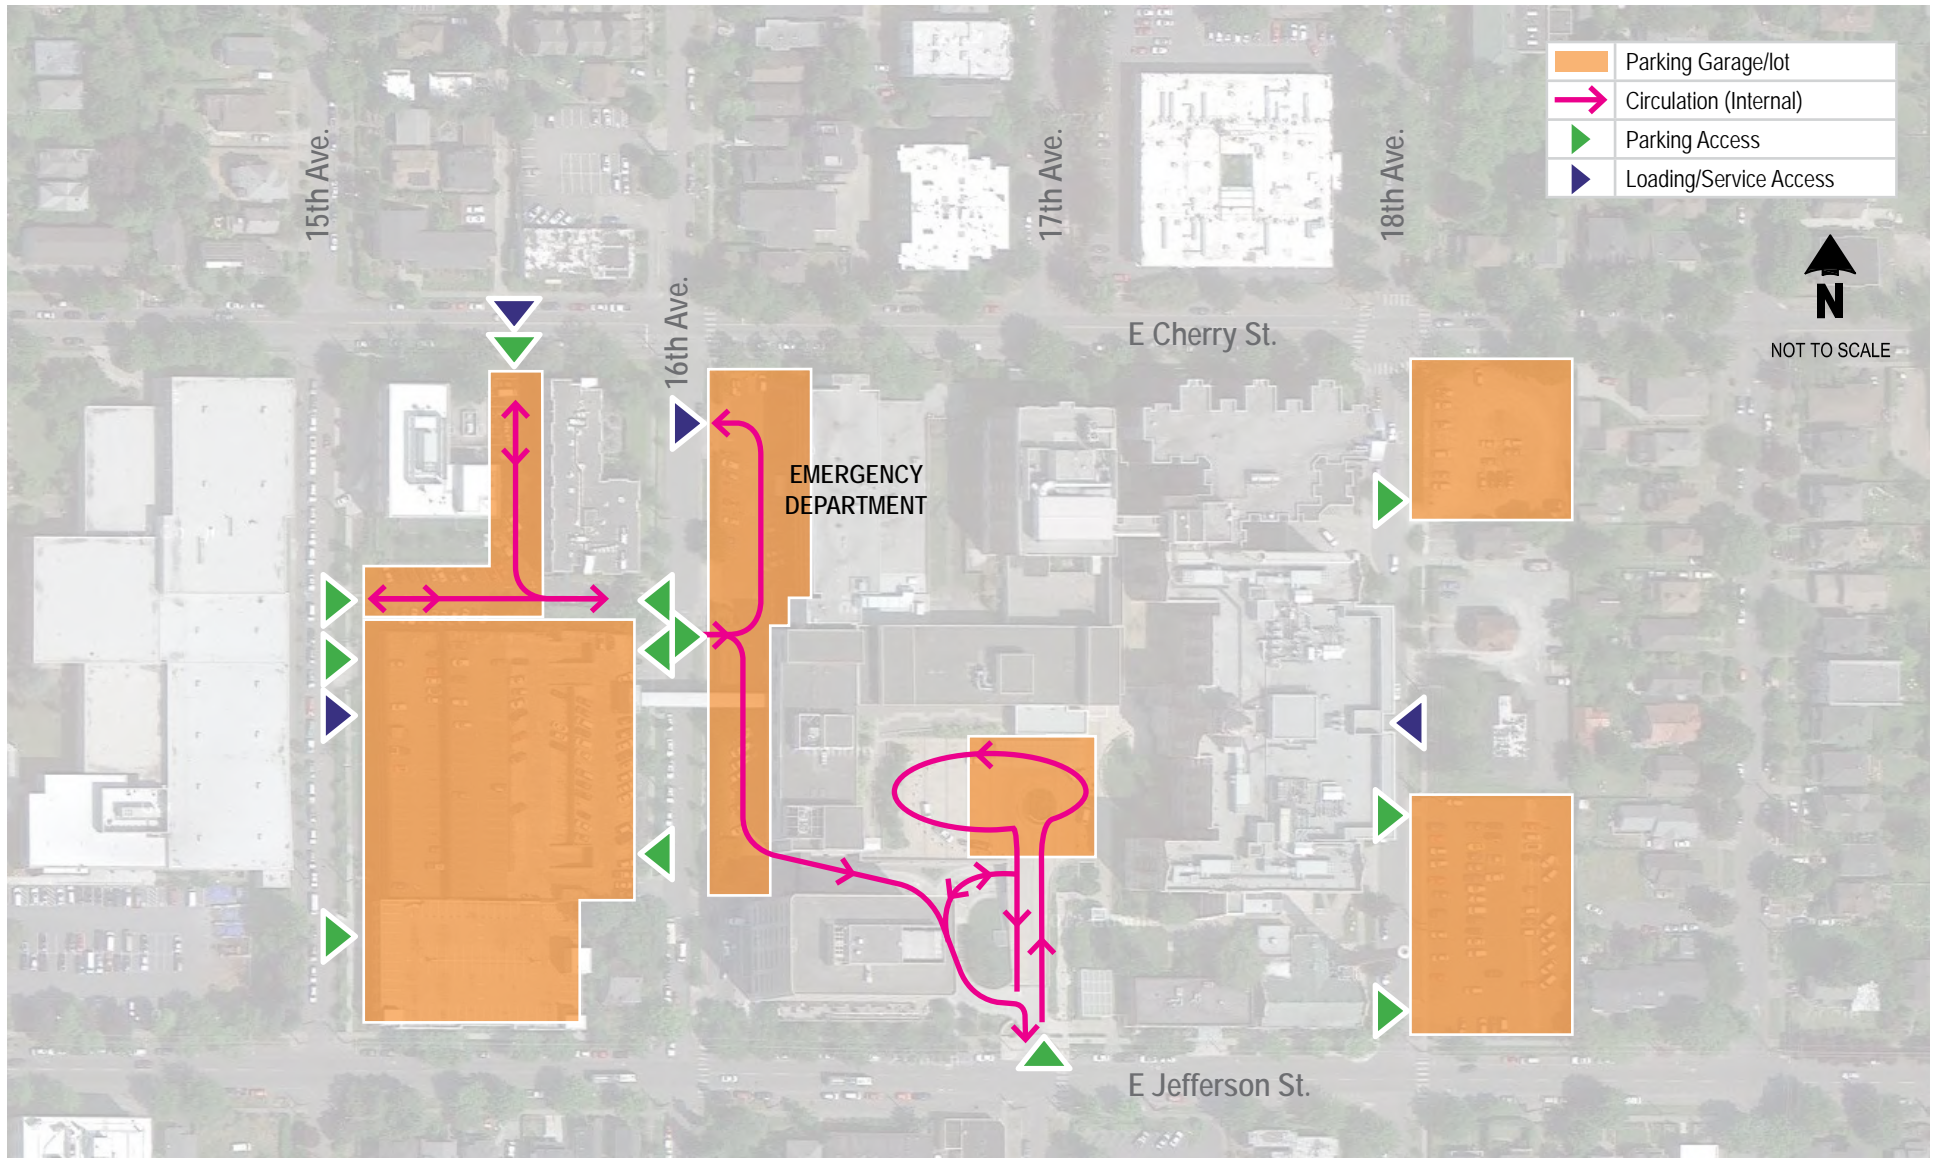 Parking Garage/lot
Circulation (Internal)
Parking Access
Loading/Service Access
15th Ave.
17th Ave.
18th Ave.
16th Ave.
N
NOT TO SCALE
E Cherry St.
EMERGENCY
DEPARTMENT
E Jefferson St.